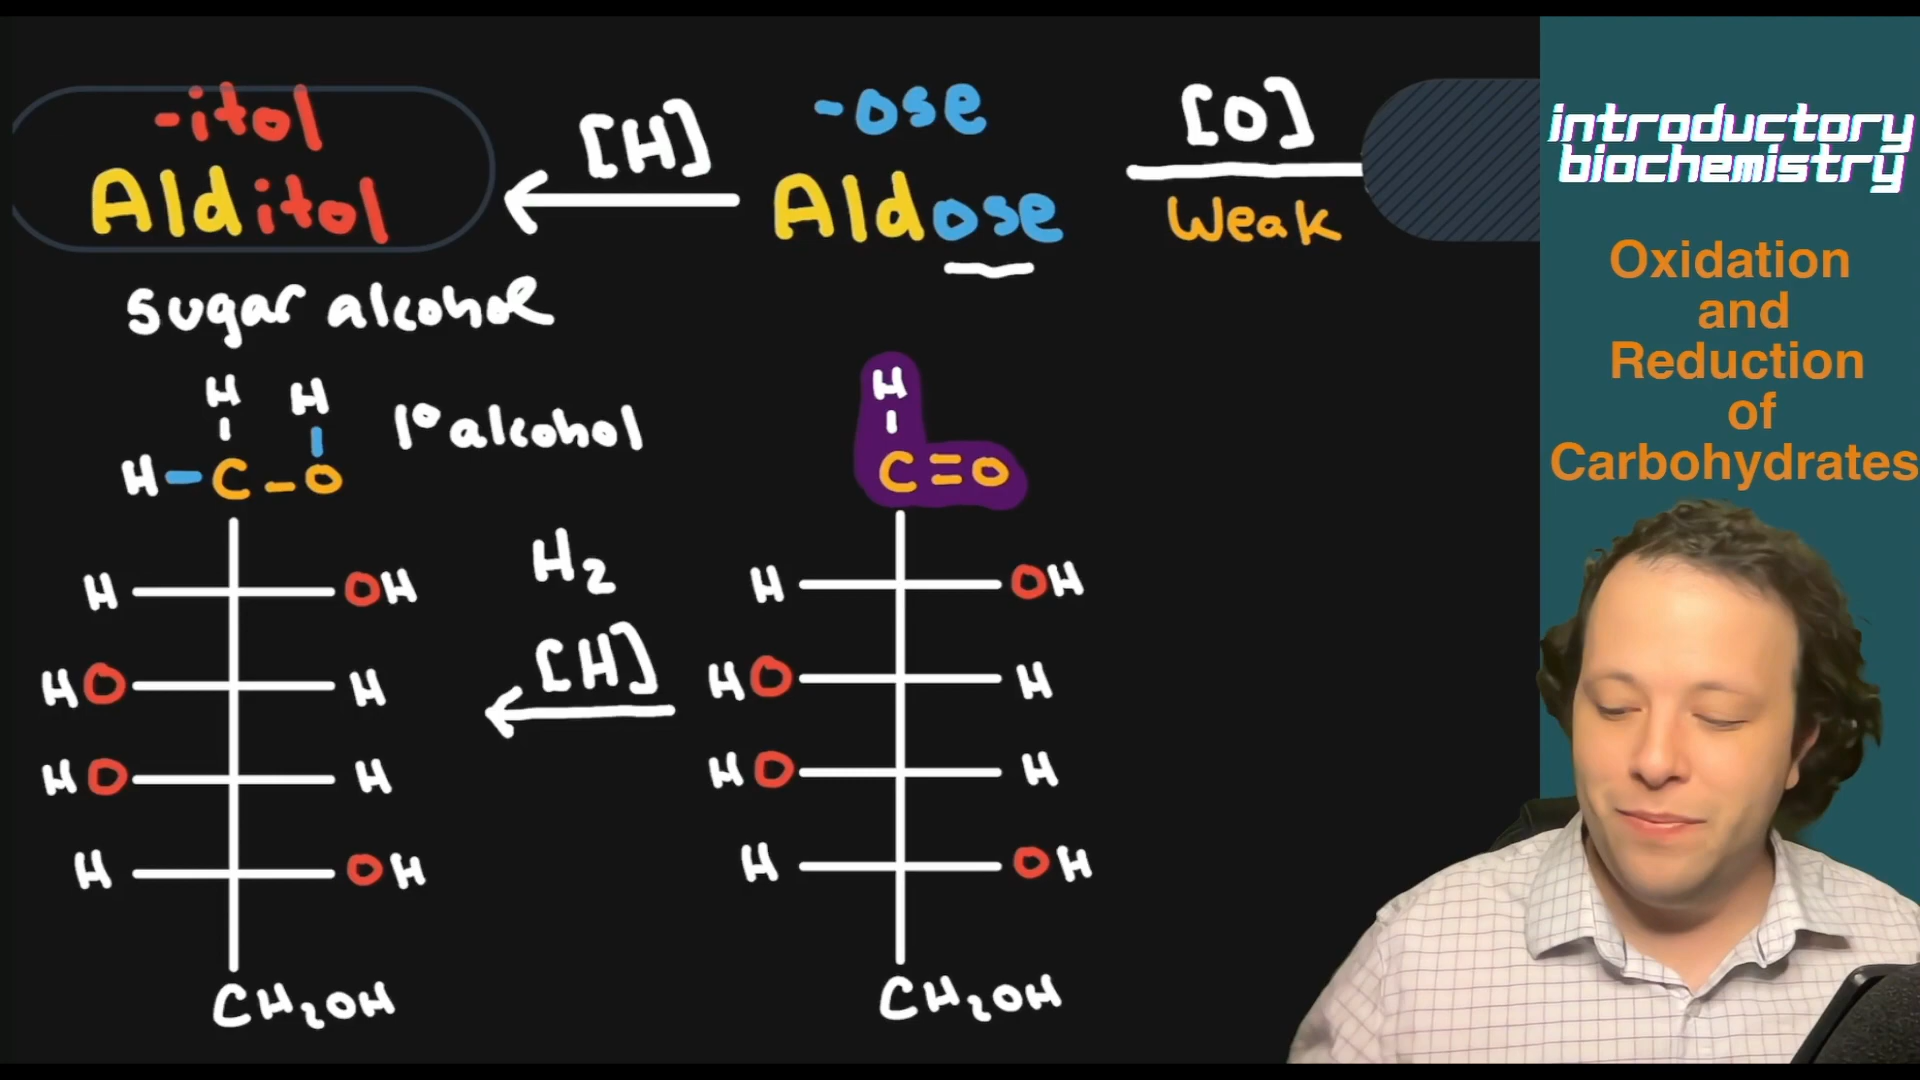 -itol
Alditol
sugar alcohol
[H]
-ose
Aldose
[O]
Weak
H H
H-C-O
1° alcohol
H OH
HO H
HO H
H OH
CH2OH
H2
[H]
H
C=O
H OH
HO H
HO H
H OH
CH2OH
introductory
biochemistry
Oxidation
and
Reduction
of
Carbohydrates